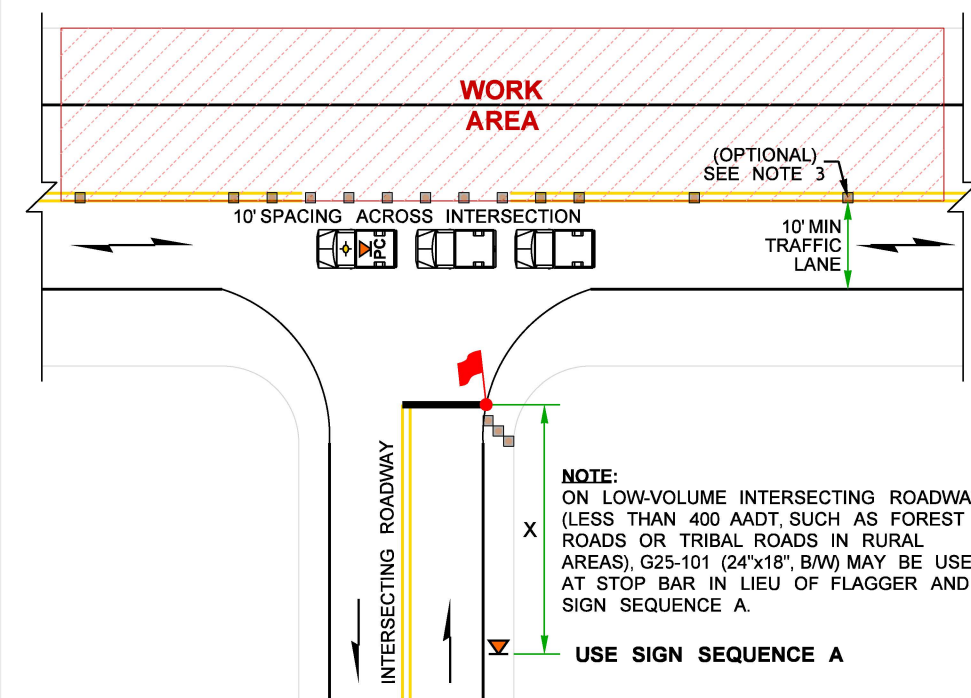 WORK
AREA
(OPTIONAL)
SEE NOTE 3
10' SPACING ACROSS INTERSECTION
10' MIN
TRAFFIC
LANE
PC
INTERSECTING ROADWAY
X
NOTE:
ON LOW-VOLUME INTERSECTING ROADWA
(LESS THAN 400 AADT, SUCH AS FOREST
ROADS OR TRIBAL ROADS IN RURAL
AREAS), G25-101 (24"x18", B/W) MAY BE USE
AT STOP BAR IN LIEU OF FLAGGER AND
SIGN SEQUENCE A.
USE SIGN SEQUENCE A